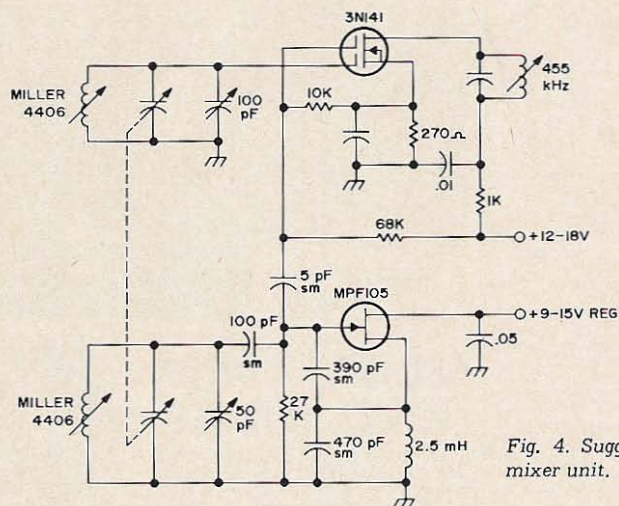 3N141
MILLER
4406
100
pF
10K
270Ω
.01
455
kHz
1K
68K
+12-18V
5 pF
sm
MPF105
100 pF
sm
+9-15V REG
.05
390 pF
sm
MILLER
4406
50
pF
27
K
470 pF
sm
2.5 mH
Fig. 4. Sugg
mixer unit.